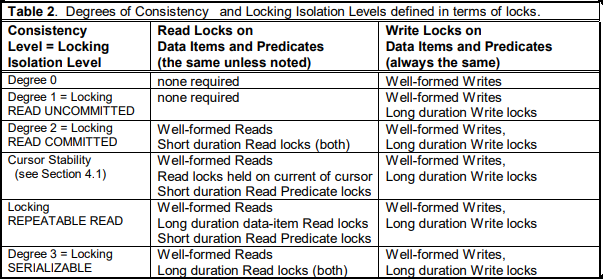 Table 2. Degrees of Consistency and Locking Isolation Levels defined in terms of locks.
Consistency
Level = Locking
Isolation Level
Read Locks on
Data Items and Predicates
(the same unless noted)
Write Locks on
Data Items and Predicates
(always the same)
Degree 0
none required
Well-formed Writes
Degree 1 = Locking
READ UNCOMMITTED
none required
Well-formed Writes
Long duration Write locks
Degree 2 = Locking
READ COMMITTED
Well-formed Reads
Short duration Read locks (both)
Well-formed Writes,
Long duration Write locks
Cursor Stability
(see Section 4.1)
Well-formed Reads
Read locks held on current of cursor
Short duration Read Predicate locks
Well-formed Writes,
Long duration Write locks
Locking
REPEATABLE READ
Well-formed Reads
Long duration data-item Read locks
Short duration Read Predicate locks
Well-formed Writes,
Long duration Write locks
Degree 3 = Locking
SERIALIZABLE
Well-formed Reads
Long duration Read locks (both)
Well-formed Writes,
Long duration Write locks